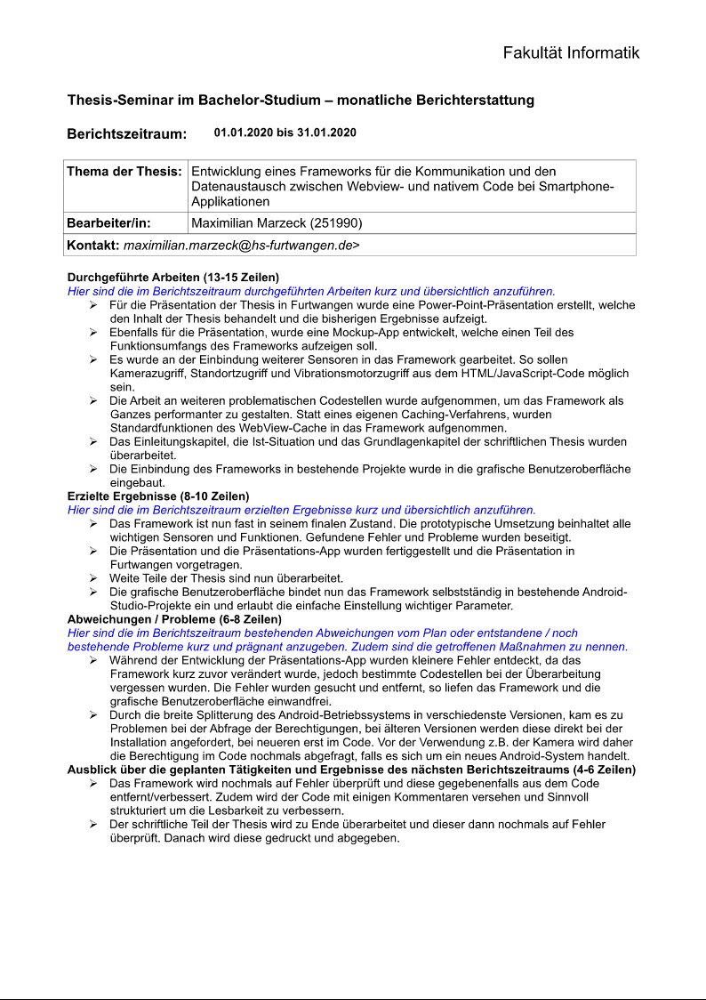 Fakultät Informatik
Thesis-Seminar im Bachelor-Studium – monatliche Berichterstattung
Berichtszeitraum: 01.01.2020 bis 31.01.2020
Thema der Thesis: Entwicklung eines Frameworks für die Kommunikation und den
Datenaustausch zwischen Webview- und nativem Code bei Smartphone-
Applikationen
Bearbeiter/in: Maximilian Marzeck (251990)
Kontakt: maximilian.marzeck@hs-furtwangen.de>
Durchgeführte Arbeiten (13-15 Zeilen)
Hier sind die im Berichtszeitraum durchgeführten Arbeiten kurz und übersichtlich anzuführen.
➢ Für die Präsentation der Thesis in Furtwangen wurde eine Power-Point-Präsentation erstellt, welche
den Inhalt der Thesis behandelt und die bisherigen Ergebnisse aufzeigt.
➢ Ebenfalls für die Präsentation, wurde eine Mockup-App entwickelt, welche einen Teil des
Funktionsumfangs des Frameworks aufzeigen soll.
➢ Es wurde an der Einbindung weiterer Sensoren in das Framework gearbeitet. So sollen
Kamerazugriff, Standortzugriff und Vibrationsmotorzugriff aus dem HTML/JavaScript-Code möglich
sein.
➢ Die Arbeit an weiteren problematischen Codestellen wurde aufgenommen, um das Framework als
Ganzes performanter zu gestalten. Statt eines eigenen Caching-Verfahrens, wurden
Standardfunktionen des WebView-Cache in das Framework aufgenommen.
➢ Das Einleitungskapitel, die Ist-Situation und das Grundlagenkapitel der schriftlichen Thesis wurden
überarbeitet.
➢ Die Einbindung des Frameworks in bestehende Projekte wurde in die grafische Benutzeroberfläche
eingebaut.
Erzielte Ergebnisse (8-10 Zeilen)
Hier sind die im Berichtszeitraum erzielten Ergebnisse kurz und übersichtlich anzuführen.
➢ Das Framework ist nun fast in seinem finalen Zustand. Die prototypische Umsetzung beinhaltet alle
wichtigen Sensoren und Funktionen. Gefundene Fehler und Probleme wurden beseitigt.
➢ Die Präsentation und die Präsentations-App wurden fertiggestellt und die Präsentation in
Furtwangen vorgetragen.
➢ Weite Teile der Thesis sind nun überarbeitet.
➢ Die grafische Benutzeroberfläche bindet nun das Framework selbstständig in bestehende Android-
Studio-Projekte ein und erlaubt die einfache Einstellung wichtiger Parameter.
Abweichungen / Probleme (6-8 Zeilen)
Hier sind die im Berichtszeitraum bestehenden Abweichungen vom Plan oder entstandene / noch
bestehende Probleme kurz und prägnant anzugeben. Zudem sind die getroffenen Maßnahmen zu nennen.
➢ Während der Entwicklung der Präsentations-App wurden kleinere Fehler entdeckt, da das
Framework kurz zuvor verändert wurde, jedoch bestimmte Codestellen bei der Überarbeitung
vergessen wurden. Die Fehler wurden gesucht und entfernt, so liefen das Framework und die
grafische Benutzeroberfläche einwandfrei.
➢ Durch die breite Splitterung des Android-Betriebssystems in verschiedenste Versionen, kam es zu
Problemen bei der Abfrage der Berechtigungen, bei älteren Versionen werden diese direkt bei der
Installation angefordert, bei neueren erst im Code. Vor der Verwendung z.B. der Kamera wird daher
die Berechtigung im Code nochmals abgefragt, falls es sich um ein neues Android-System handelt.
Ausblick über die geplanten Tätigkeiten und Ergebnisse des nächsten Berichtszeitraums (4-6 Zeilen)
➢ Das Framework wird nochmals auf Fehler überprüft und diese gegebenenfalls aus dem Code
entfernt/verbessert. Zudem wird der Code mit einigen Kommentaren versehen und Sinnvoll
strukturiert um die Lesbarkeit zu verbessern.
➢ Der schriftliche Teil der Thesis wird zu Ende überarbeitet und dieser dann nochmals auf Fehler
überprüft. Danach wird diese gedruckt und abgegeben.